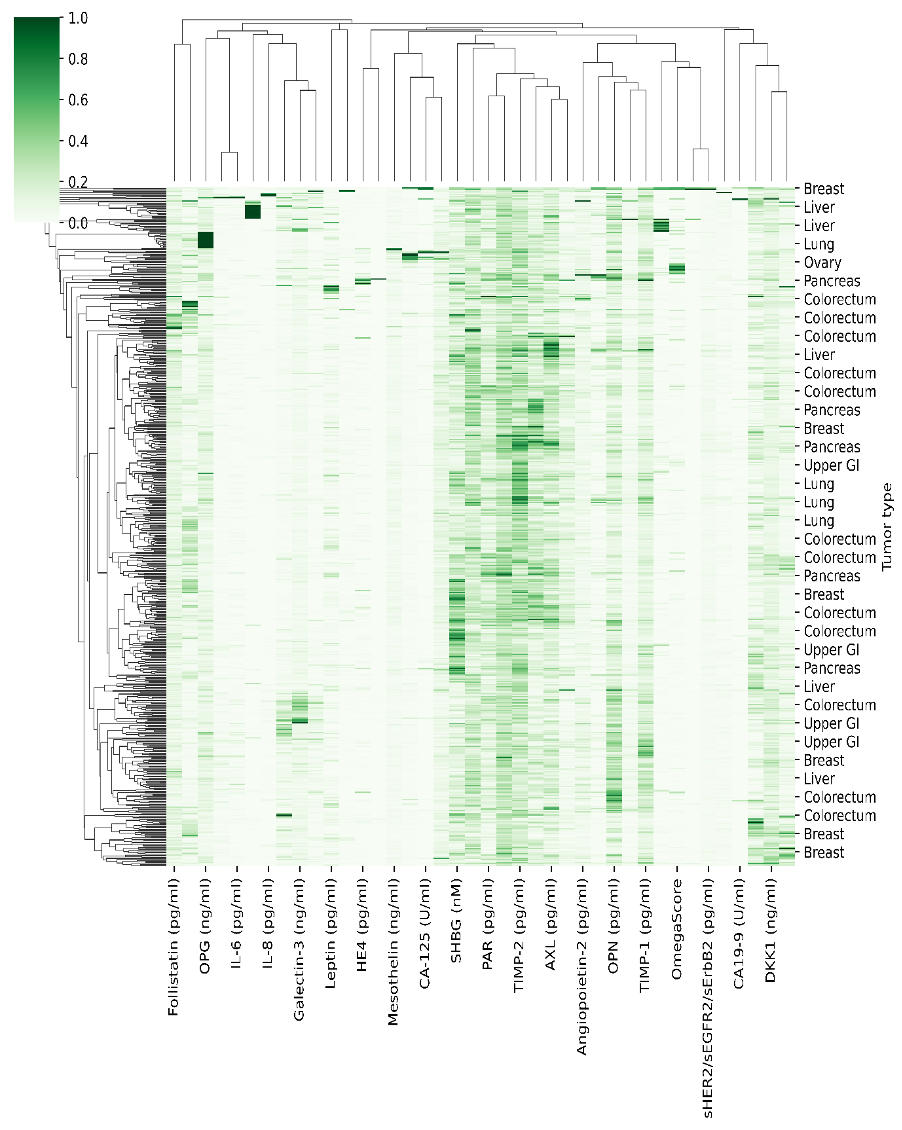 1.0
0.8
0.6
0.4
0.2
0.0
Breast
Liver
Liver
Lung
Ovary
Pancreas
Colorectum
Colorectum
Colorectum
Liver
Colorectum
Colorectum
Pancreas
Breast
Pancreas
Upper GI
Lung
Lung
Lung
Colorectum
Colorectum
Pancreas
Breast
Colorectum
Colorectum
Upper GI
Pancreas
Liver
Colorectum
Upper GI
Upper GI
Breast
Liver
Colorectum
Colorectum
Breast
Breast
Tumor type
Follistatin (pg/ml)
OPG (ng/ml)
IL-6 (pg/ml)
IL-8 (pg/ml)
Galectin-3 (ng/ml)
Leptin (pg/ml)
HE4 (pg/ml)
Mesothelin (ng/ml)
CA-125 (U/ml)
SHBG (nM)
PAR (pg/ml)
TIMP-2 (pg/ml)
AXL (pg/ml)
Angiopoietin-2 (pg/ml)
OPN (pg/ml)
TIMP-1 (pg/ml)
OmegaScore
sHER2/sEGFR2/sErbB2 (pg/ml)
CA19-9 (U/ml)
DKK1 (ng/ml)